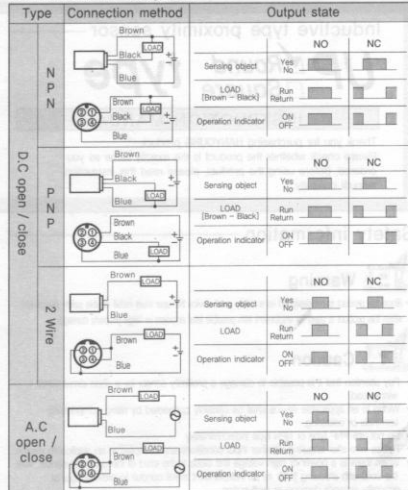 Type Connection method Output state
D.C open / close
N P N
Brown
LOAD
Black
Blue
Brown
LOAD
Black
Blue
NO NC
Sensing object Yes No
LOAD [Brown - Black] Run Return
Operation indicator ON OFF
P N P
Brown
Black
LOAD
Blue
Brown
Black
LOAD
Blue
NO NC
Sensing object Yes No
LOAD [Brown - Black] Run Return
Operation indicator ON OFF
2 Wire
Brown
LOAD
Blue
LOAD
Brown
Blue
NO NC
Sensing object Yes No
LOAD Run Return
Operation indicator ON OFF
A.C open / close
Brown
LOAD
Blue
LOAD
Brown
Blue
NO NC
Sensing object Yes No
LOAD Run Return
Operation indicator ON OFF